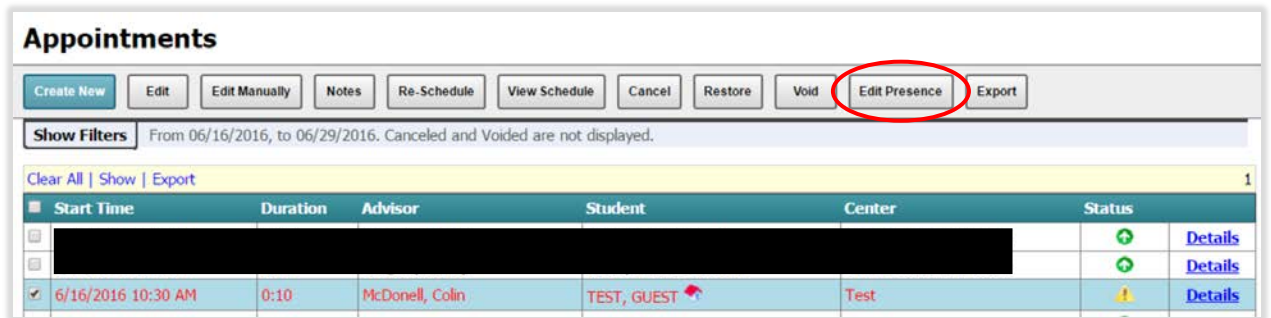 Appointments
Create New Edit Edit Manually Notes Re-Schedule View Schedule Cancel Restore Void Edit Presence Export
Show Filters From 06/16/2016, to 06/29/2016. Canceled and Voided are not displayed.
Clear All | Show | Export 1
Start Time Duration Advisor Student Center Status
Details
Details
6/16/2016 10:30 AM 0:10 McDonell, Colin TEST, GUEST Test Details